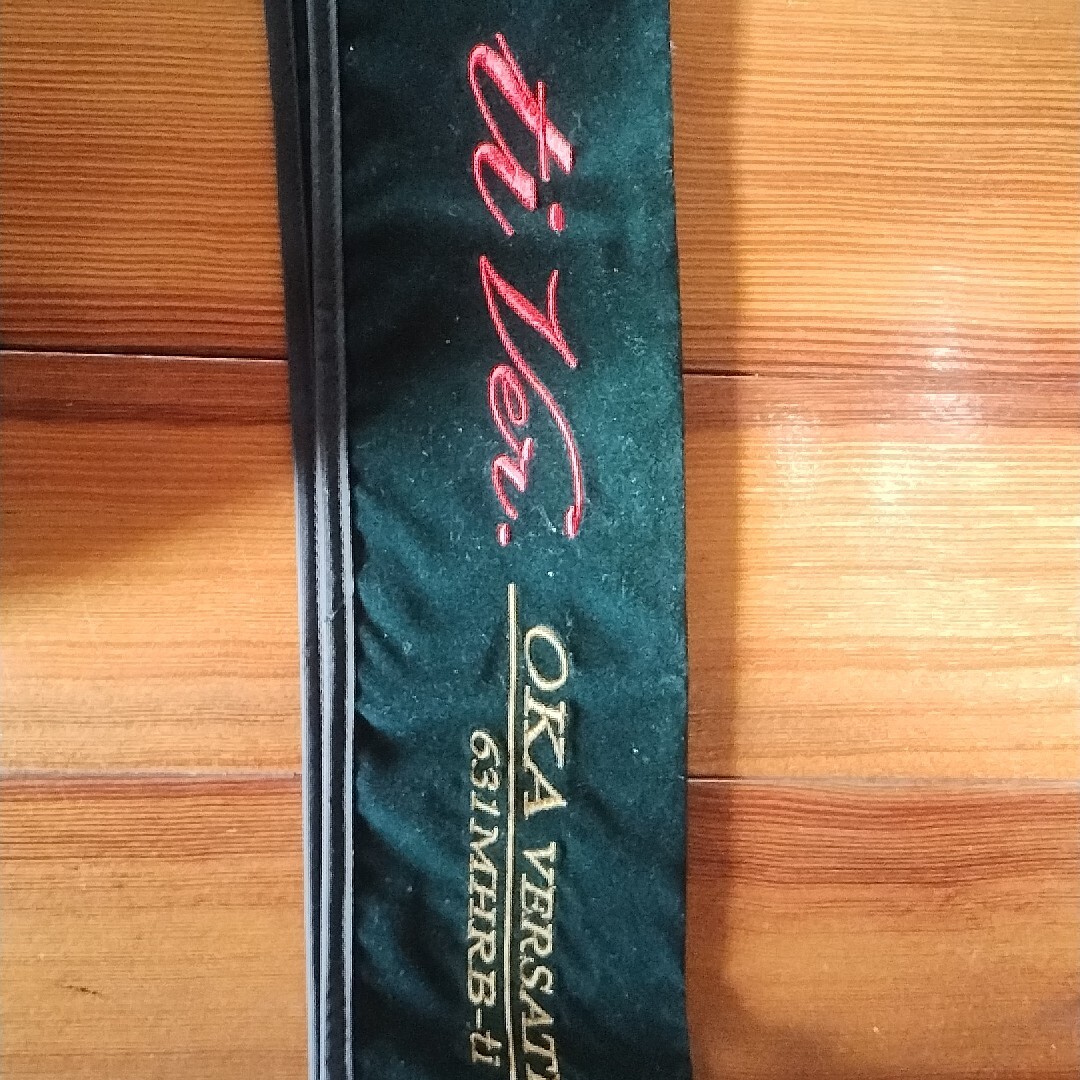 ti Ver.
OKA VERSATI
631MHRB-ti